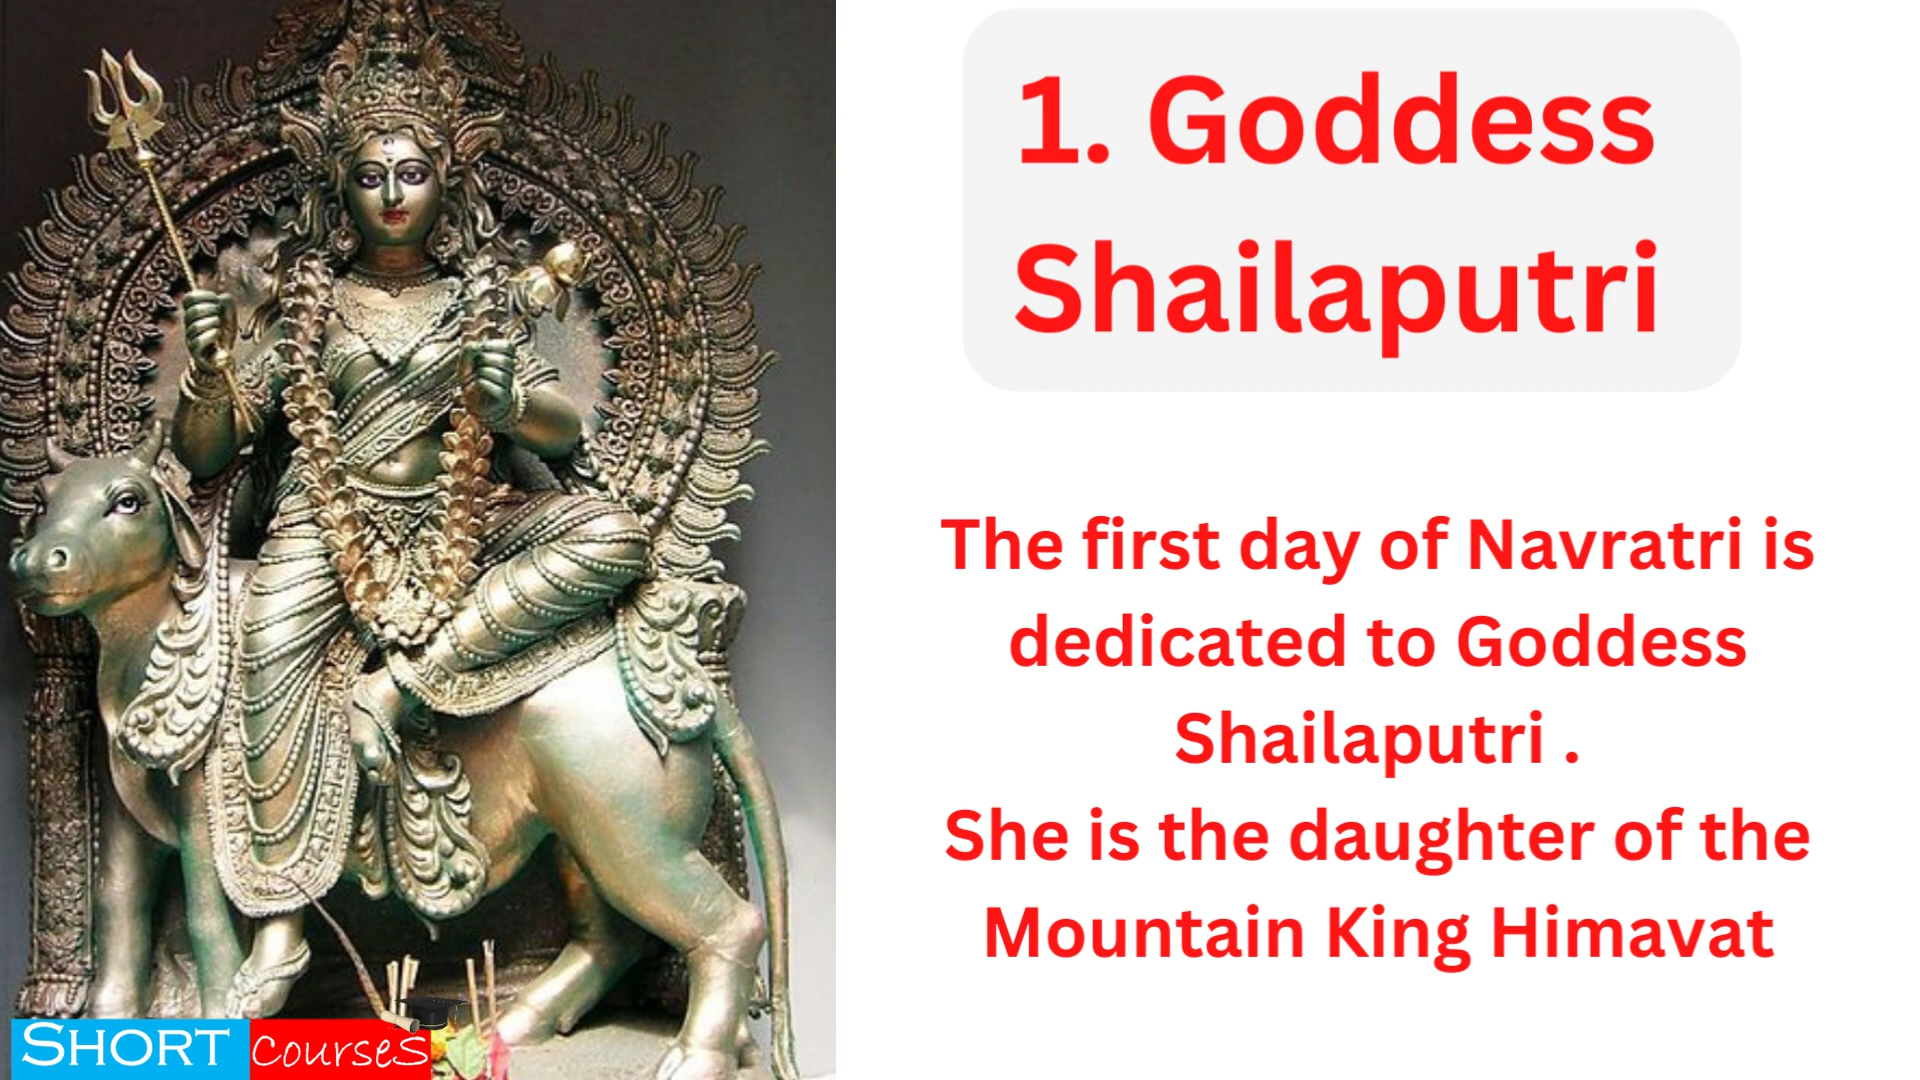 1. Goddess
Shailaputri
The first day of Navratri is
dedicated to Goddess
Shailaputri .
She is the daughter of the
Mountain King Himavat
SHORT CourseS